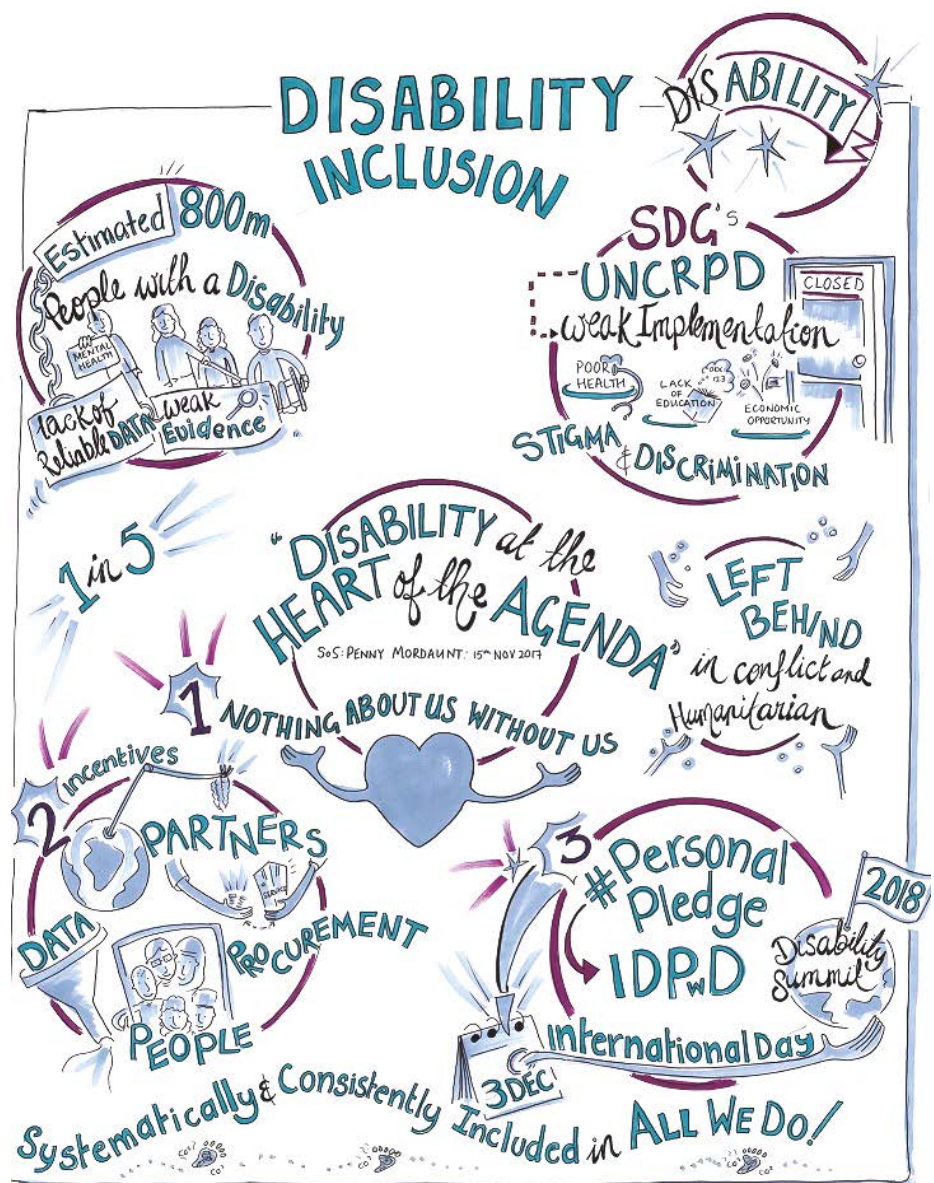 DISABILITY
INCLUSION
DISABILITY
Estimated 800m
People with a Disability
MENTAL
HEALTH
lack of
Reliable DATA
weak
Evidence
SDG's
UNCRPD
weak Implementation
CLOSED
POOR
HEALTH
LACK
OF
EDUCATION
ECONOMIC
OPPORTUNITY
STIGMA & DISCRIMINATION
1 in 5
"DISABILITY at the
HEART of the AGENDA"
SoS: PENNY MORDAUNT: 15TH NOV 2017
LEFT
BEHIND
in conflict and
Humanitarian
1 NOTHING ABOUT US WITHOUT US
2 incentives
PARTNERS
SERVICE
DATA
PROCUREMENT
PEOPLE
3 #Personal
Pledge
IDPwD
International Day
3 DEC
2018
Disability
Summit
Systematically & Consistently Included in ALL WE DO!